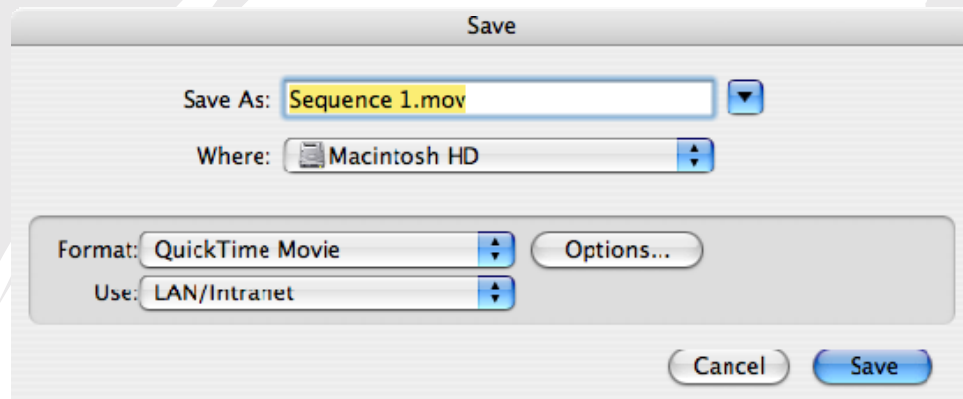 Save
Save As: Sequence 1.mov
Where: Macintosh HD
Format: QuickTime Movie Options...
Use: LAN/Intranet
Cancel Save